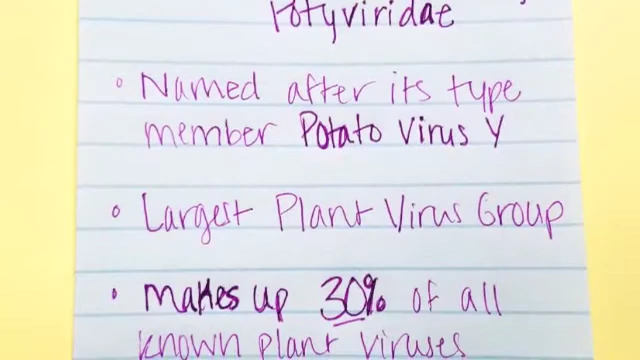 Potyviridae
• Named after its type
member Potato Virus Y
• Largest Plant Virus Group
• Makes up 30% of all
known plant viruses